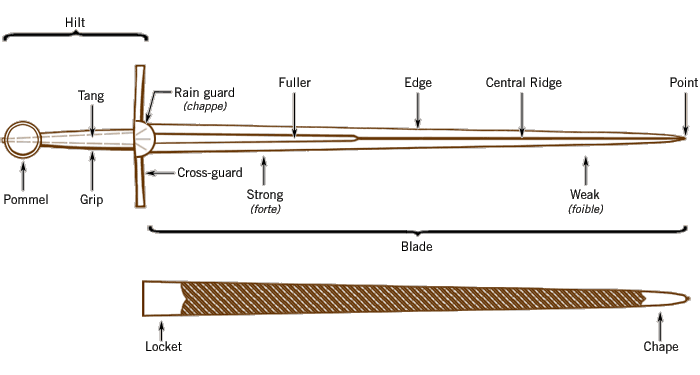 Hilt
Tang
Rain guard
(chappe)
Fuller
Edge
Central Ridge
Point
Cross-guard
Pommel
Grip
Strong
(forte)
Weak
(foible)
Blade
Locket
Chape